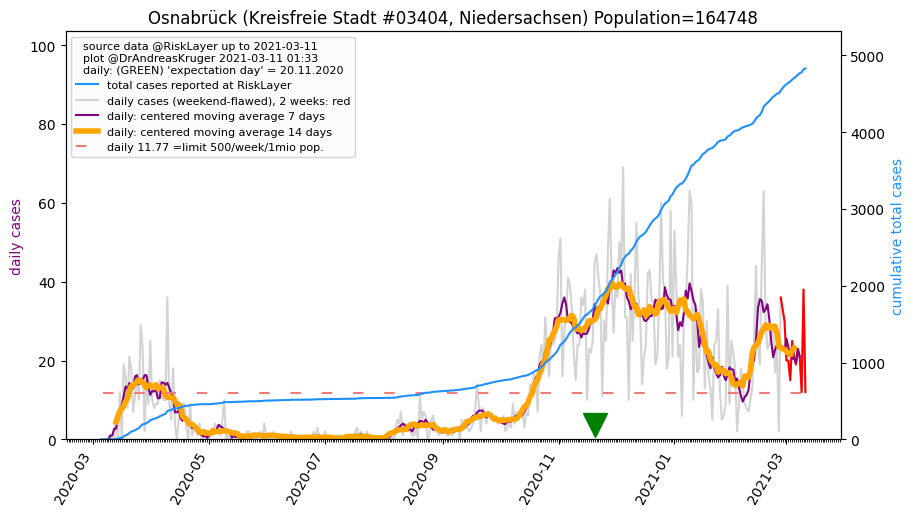 Osnabrück (Kreisfreie Stadt #03404, Niedersachsen) Population=164748
source data @RiskLayer up to 2021-03-11
plot @DrAndreasKruger 2021-03-11 01:33
daily: (GREEN) 'expectation day' = 20.11.2020
total cases reported at RiskLayer
daily cases (weekend-flawed), 2 weeks: red
daily: centered moving average 7 days
daily: centered moving average 14 days
daily 11.77 =limit 500/week/1mio pop.
daily cases
100
80
60
40
20
0
cumulative total cases
5000
4000
3000
2000
1000
0
2020-03
2020-05
2020-07
2020-09
2020-11
2021-01
2021-03